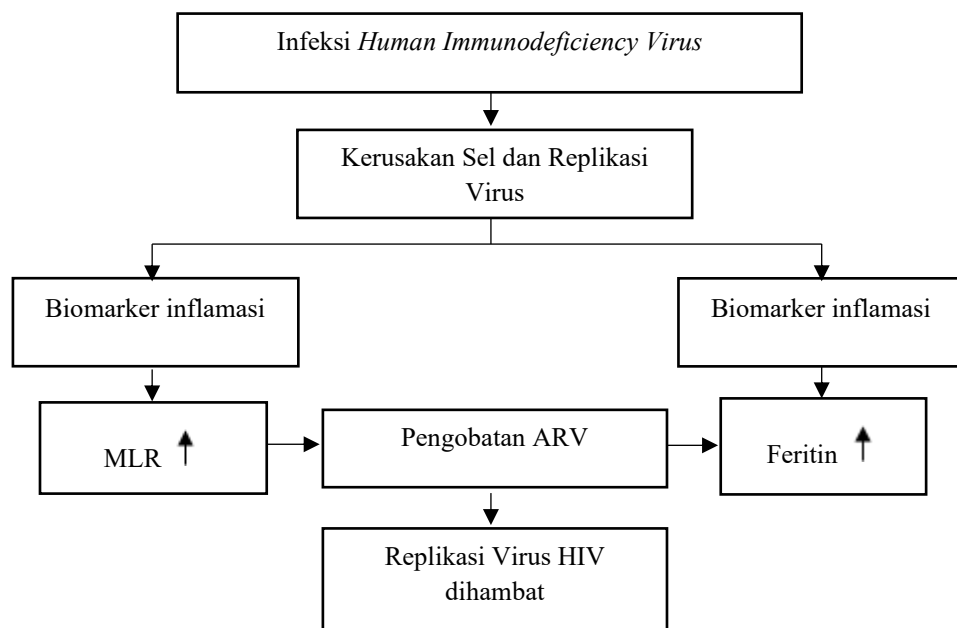 Infeksi Human Immunodeficiency Virus
Kerusakan Sel dan Replikasi
Virus
Biomarker inflamasi
Biomarker inflamasi
MLR
Pengobatan ARV
Feritin
Replikasi Virus HIV
dihambat